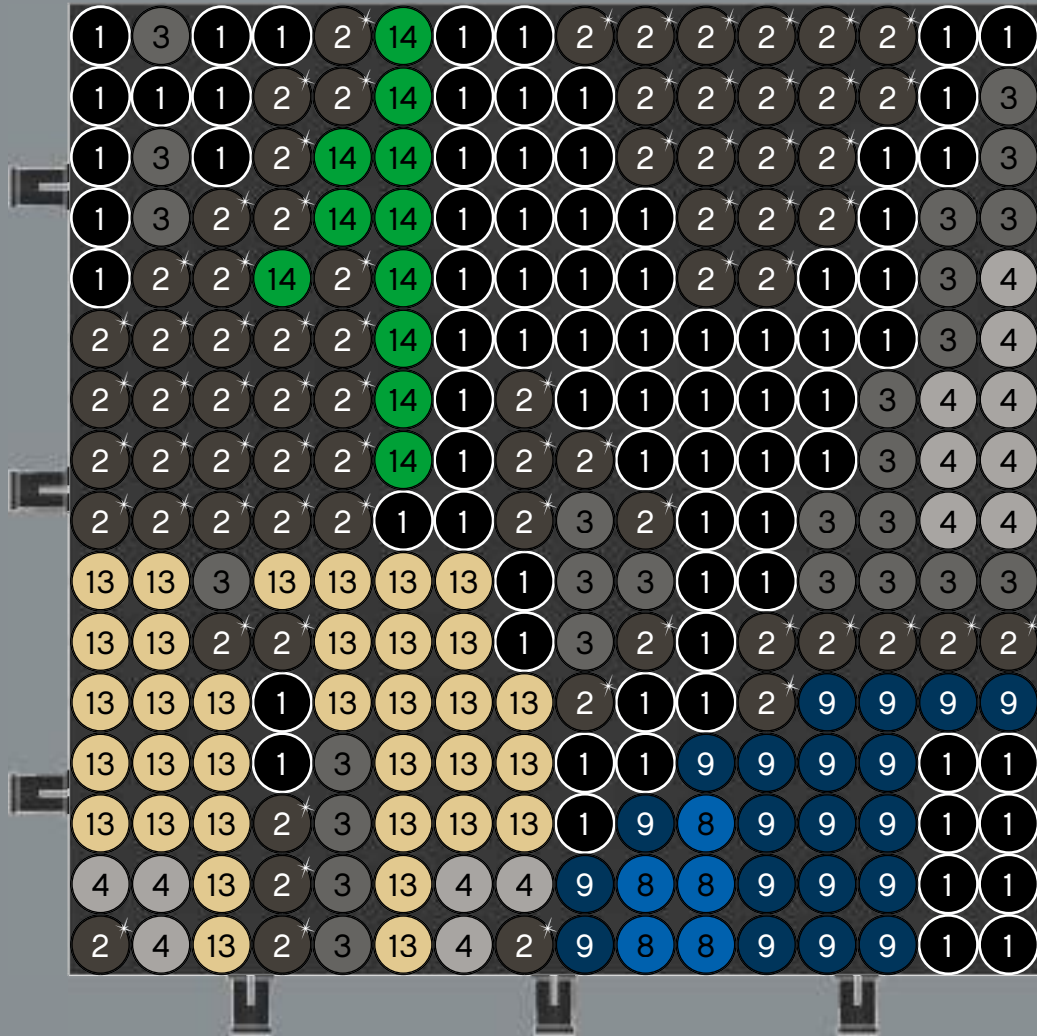 1 3 1 1 2 14 1 1 2 2 2 2 2 2 1 1
1 1 1 2 2 14 1 1 1 2 2 2 2 2 1 3
1 3 1 2 14 14 1 1 1 2 2 2 2 1 1 3
1 3 2 2 14 14 1 1 1 1 2 2 2 1 3 3
1 2 2 14 2 14 1 1 1 1 2 2 1 1 3 4
2 2 2 2 2 14 1 1 1 1 1 1 1 1 3 4
2 2 2 2 2 14 1 2 1 1 1 1 1 3 4 4
2 2 2 2 2 14 1 2 2 1 1 1 1 3 4 4
2 2 2 2 2 1 1 2 3 2 1 1 3 3 4 4
13 13 3 13 13 13 13 1 3 3 1 1 3 3 3 3
13 13 2 2 13 13 13 1 3 2 1 2 2 2 2 2
13 13 13 1 13 13 13 13 2 1 1 2 9 9 9 9
13 13 13 1 3 13 13 13 1 1 9 9 9 9 1 1
13 13 13 2 3 13 13 13 1 9 8 9 9 9 1 1
4 4 13 2 3 13 4 4 9 8 8 9 9 9 1 1
2 4 13 2 3 13 4 2 9 8 8 9 9 9 1 1